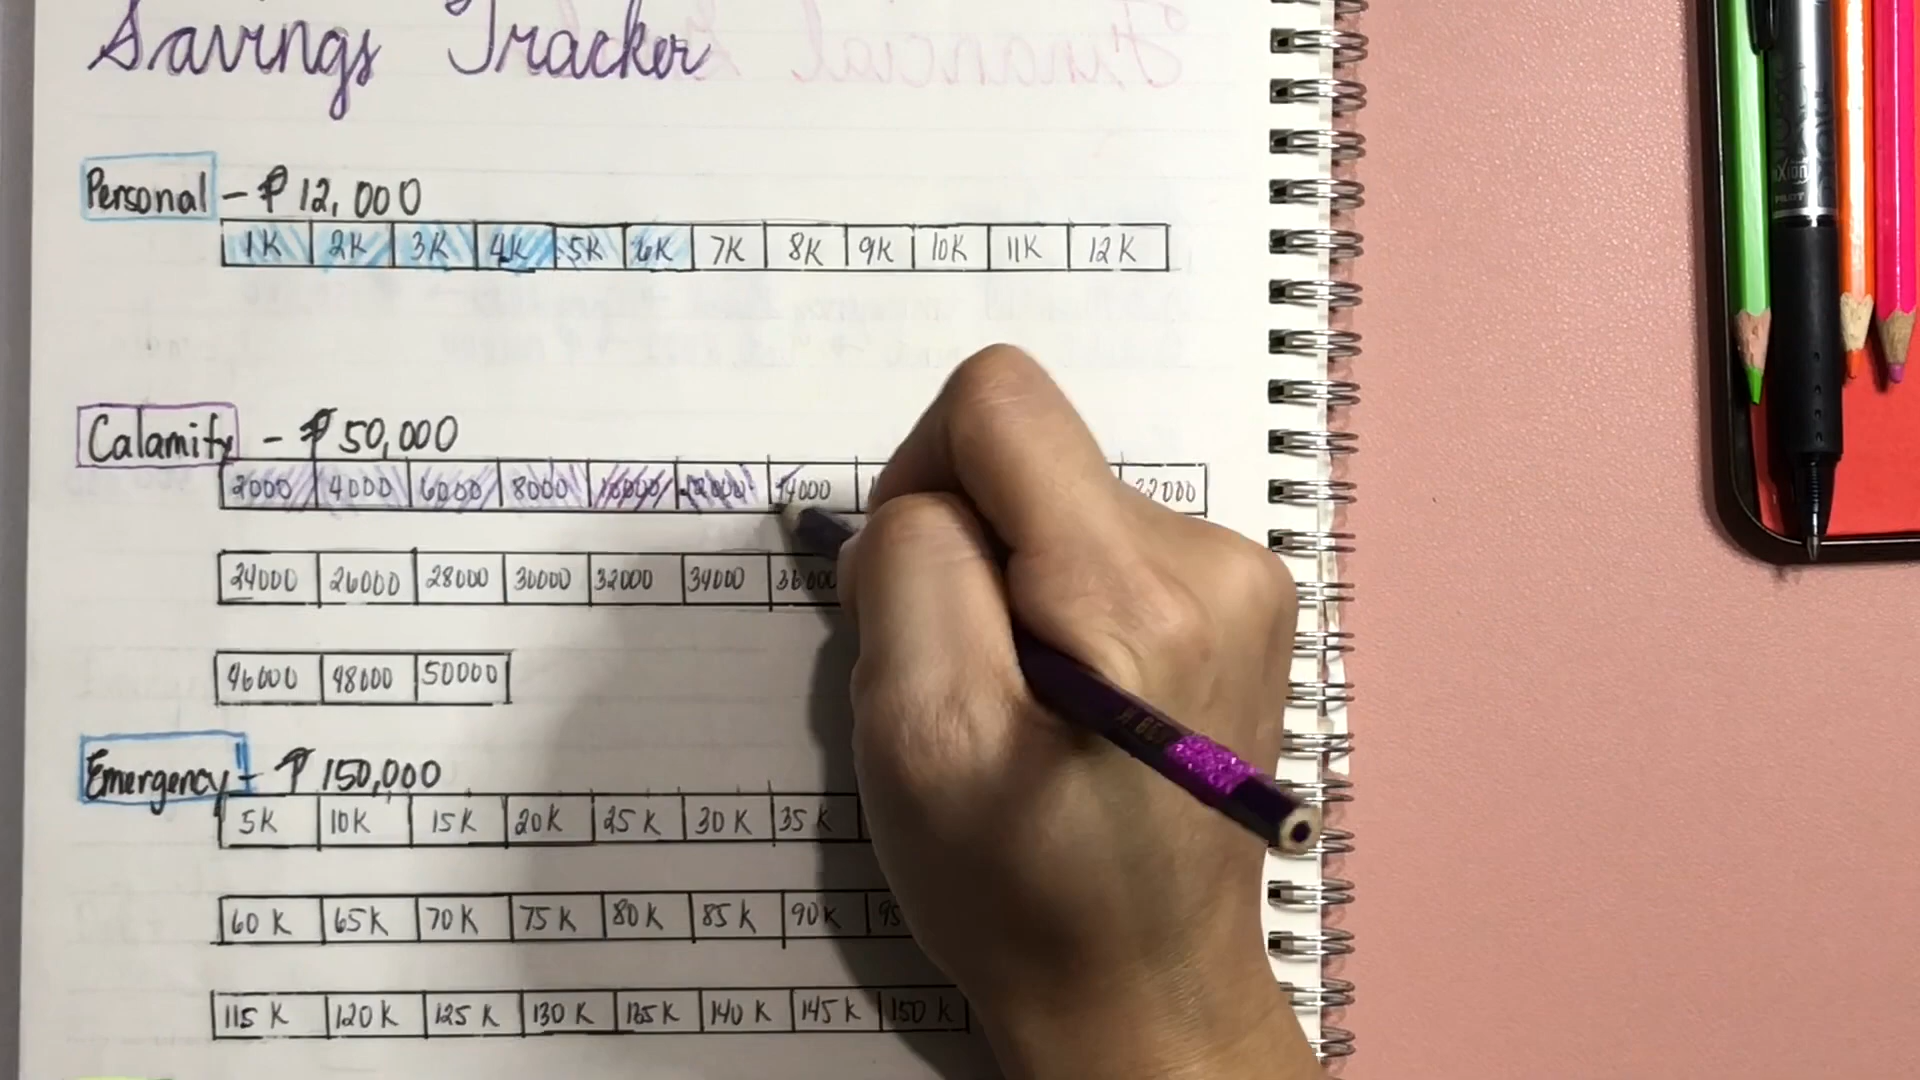 Savings Tracker
Personal - ₱ 12,000
1K 2K 3K 4K 5K 6K 7K 8K 9K 10K 11K 12K
Calamity - ₱ 50,000
2000 4000 6000 8000 10000 12000 14000 22000
24000 26000 28000 30000 32000 34000 36000
46000 48000 50000
Emergency - ₱ 150,000
5K 10K 15K 20K 25K 30K 35K
60K 65K 70K 75K 80K 85K 90K 95
115K 120K 125K 130K 135K 140K 145K 150K